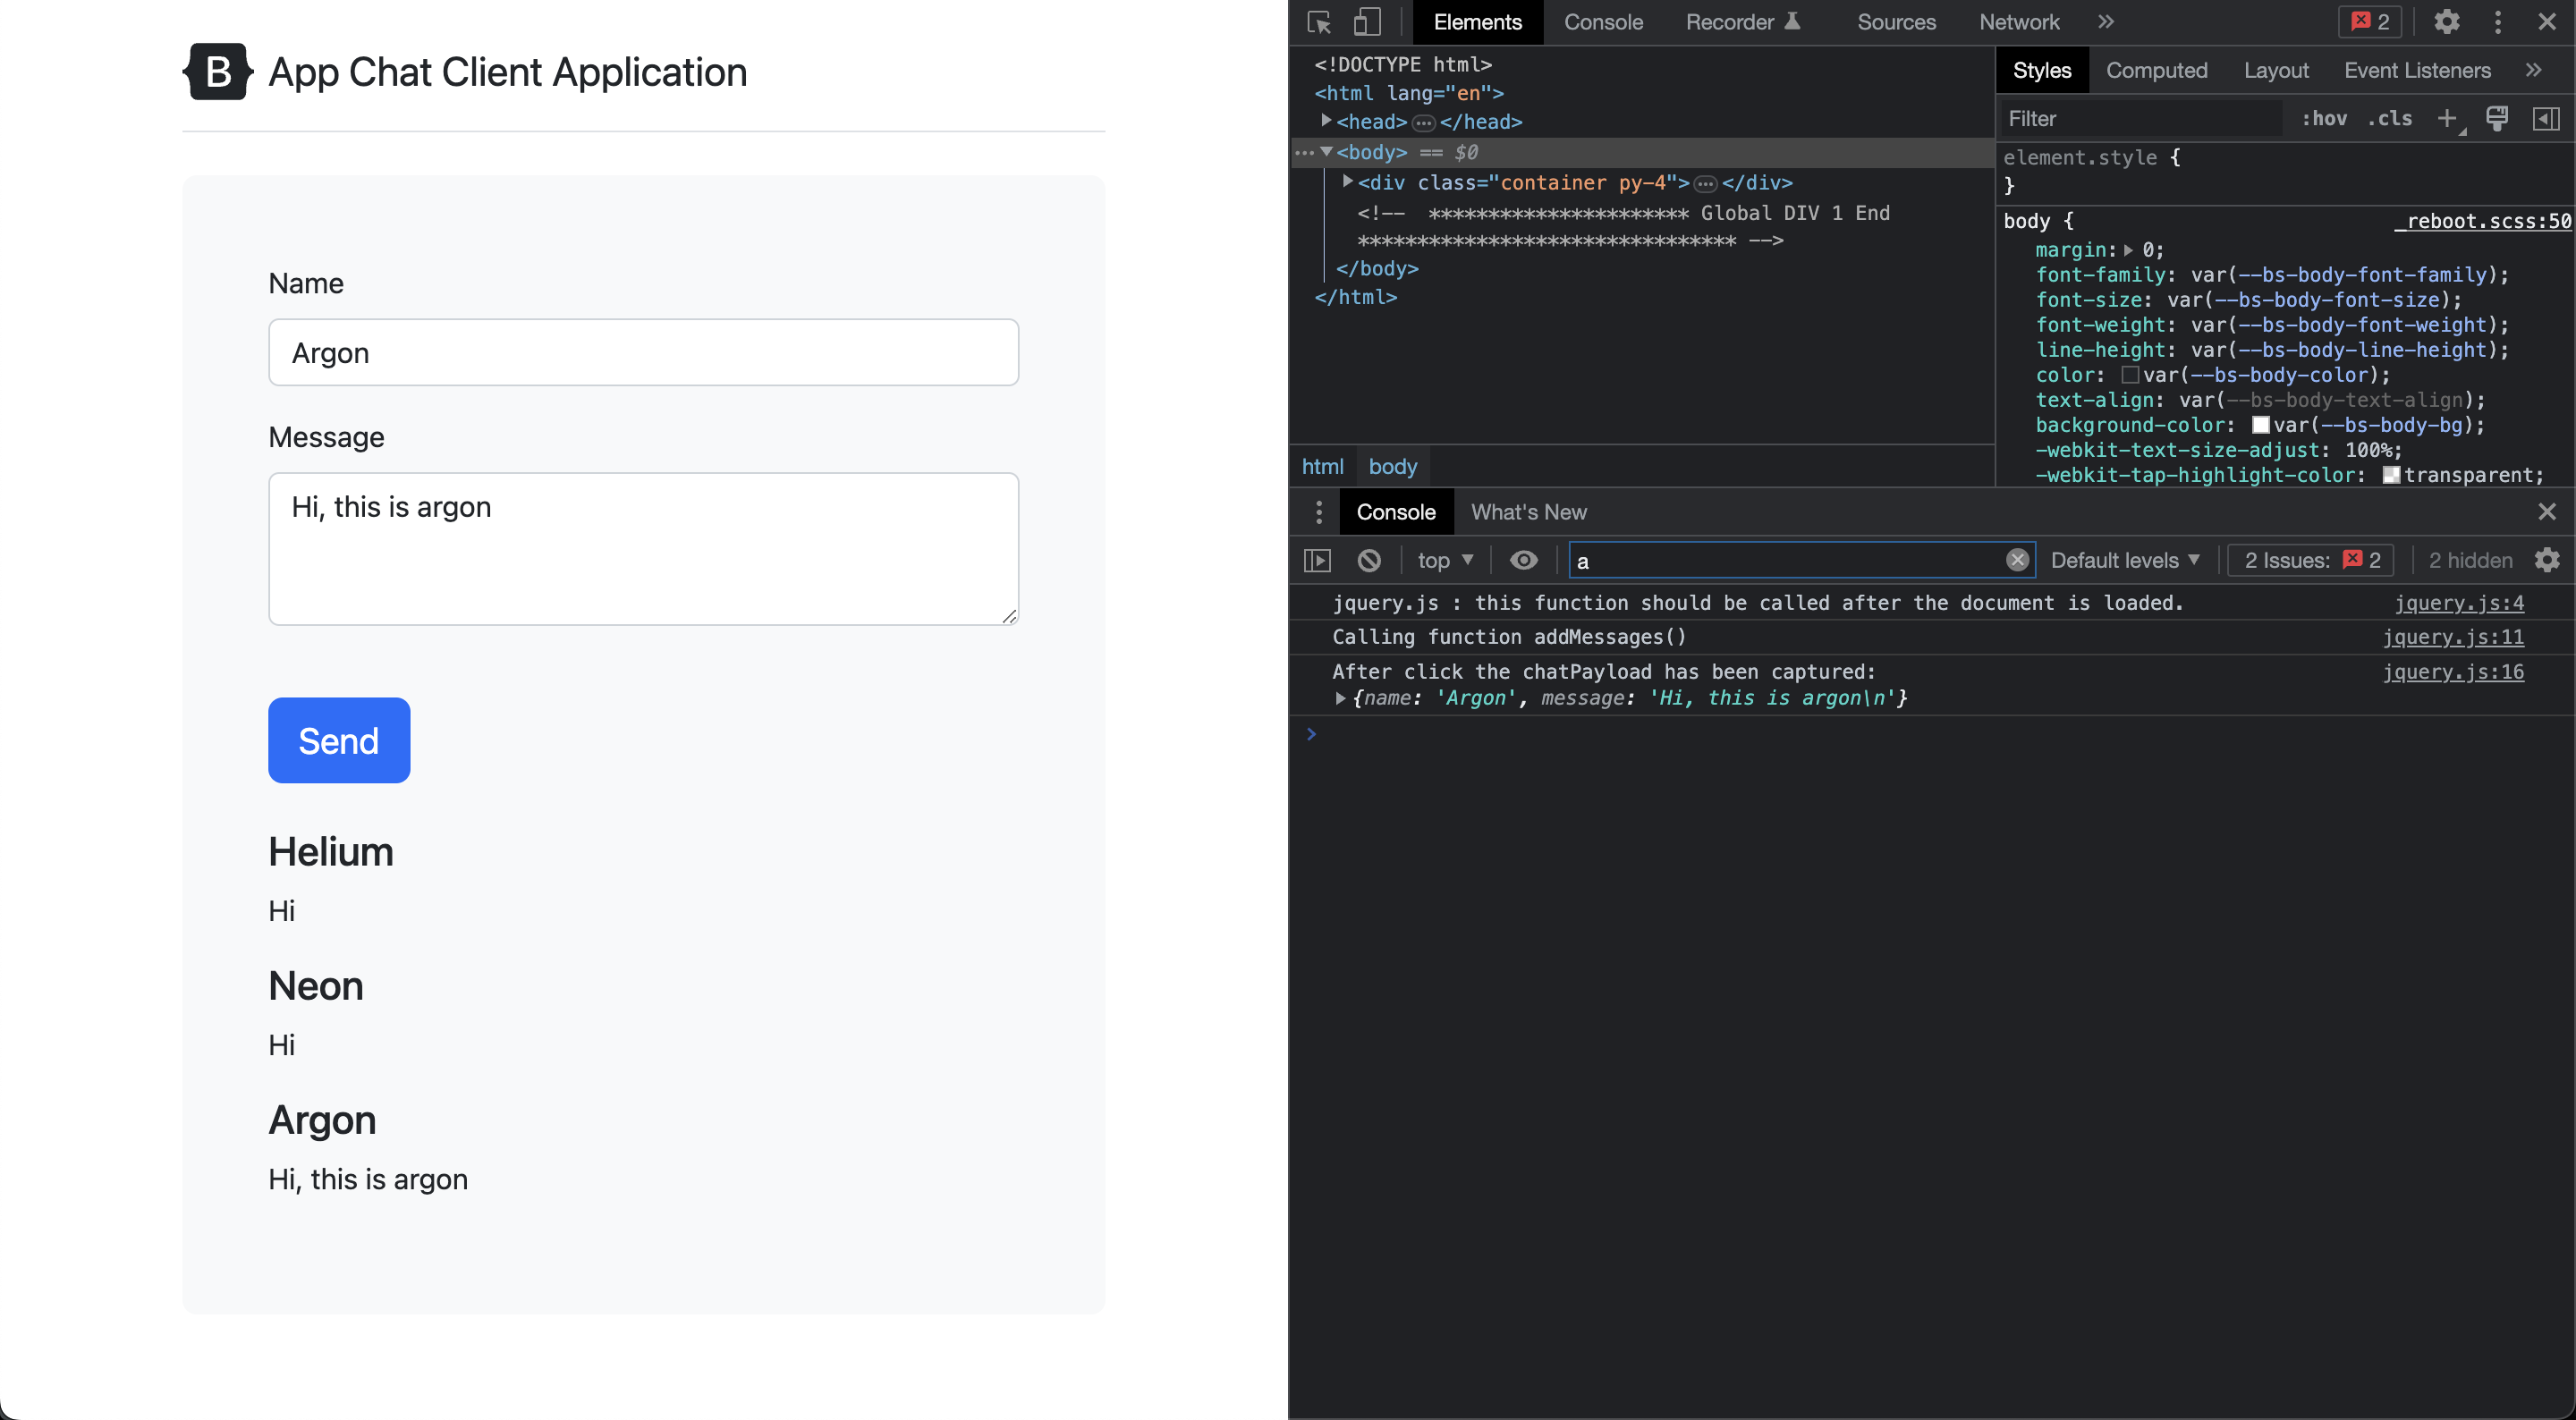 B App Chat Client Application
Name
Argon
Message
Hi, this is argon
Send
Helium
Hi
Neon
Hi
Argon
Hi, this is argon
Elements Console Recorder Sources Network » 2
<!DOCTYPE html>
<html lang="en">
<head>…</head>
… <body> == $0
<div class="container py-4">…</div>
<!-- ********************** Global DIV 1 End
******************************** -->
</body>
</html>
html body
Styles Computed Layout Event Listeners »
Filter :hov .cls +
element.style {
}
body { _reboot.scss:50
margin: 0;
font-family: var(--bs-body-font-family);
font-size: var(--bs-body-font-size);
font-weight: var(--bs-body-font-weight);
line-height: var(--bs-body-line-height);
color: var(--bs-body-color);
text-align: var(--bs-body-text-align);
background-color: var(--bs-body-bg);
-webkit-text-size-adjust: 100%;
-webkit-tap-highlight-color: transparent;
Console What's New
top a Default levels 2 Issues: 2 2 hidden
jquery.js : this function should be called after the document is loaded. jquery.js:4
Calling function addMessages() jquery.js:11
After click the chatPayload has been captured: jquery.js:16
{name: 'Argon', message: 'Hi, this is argon\n'}